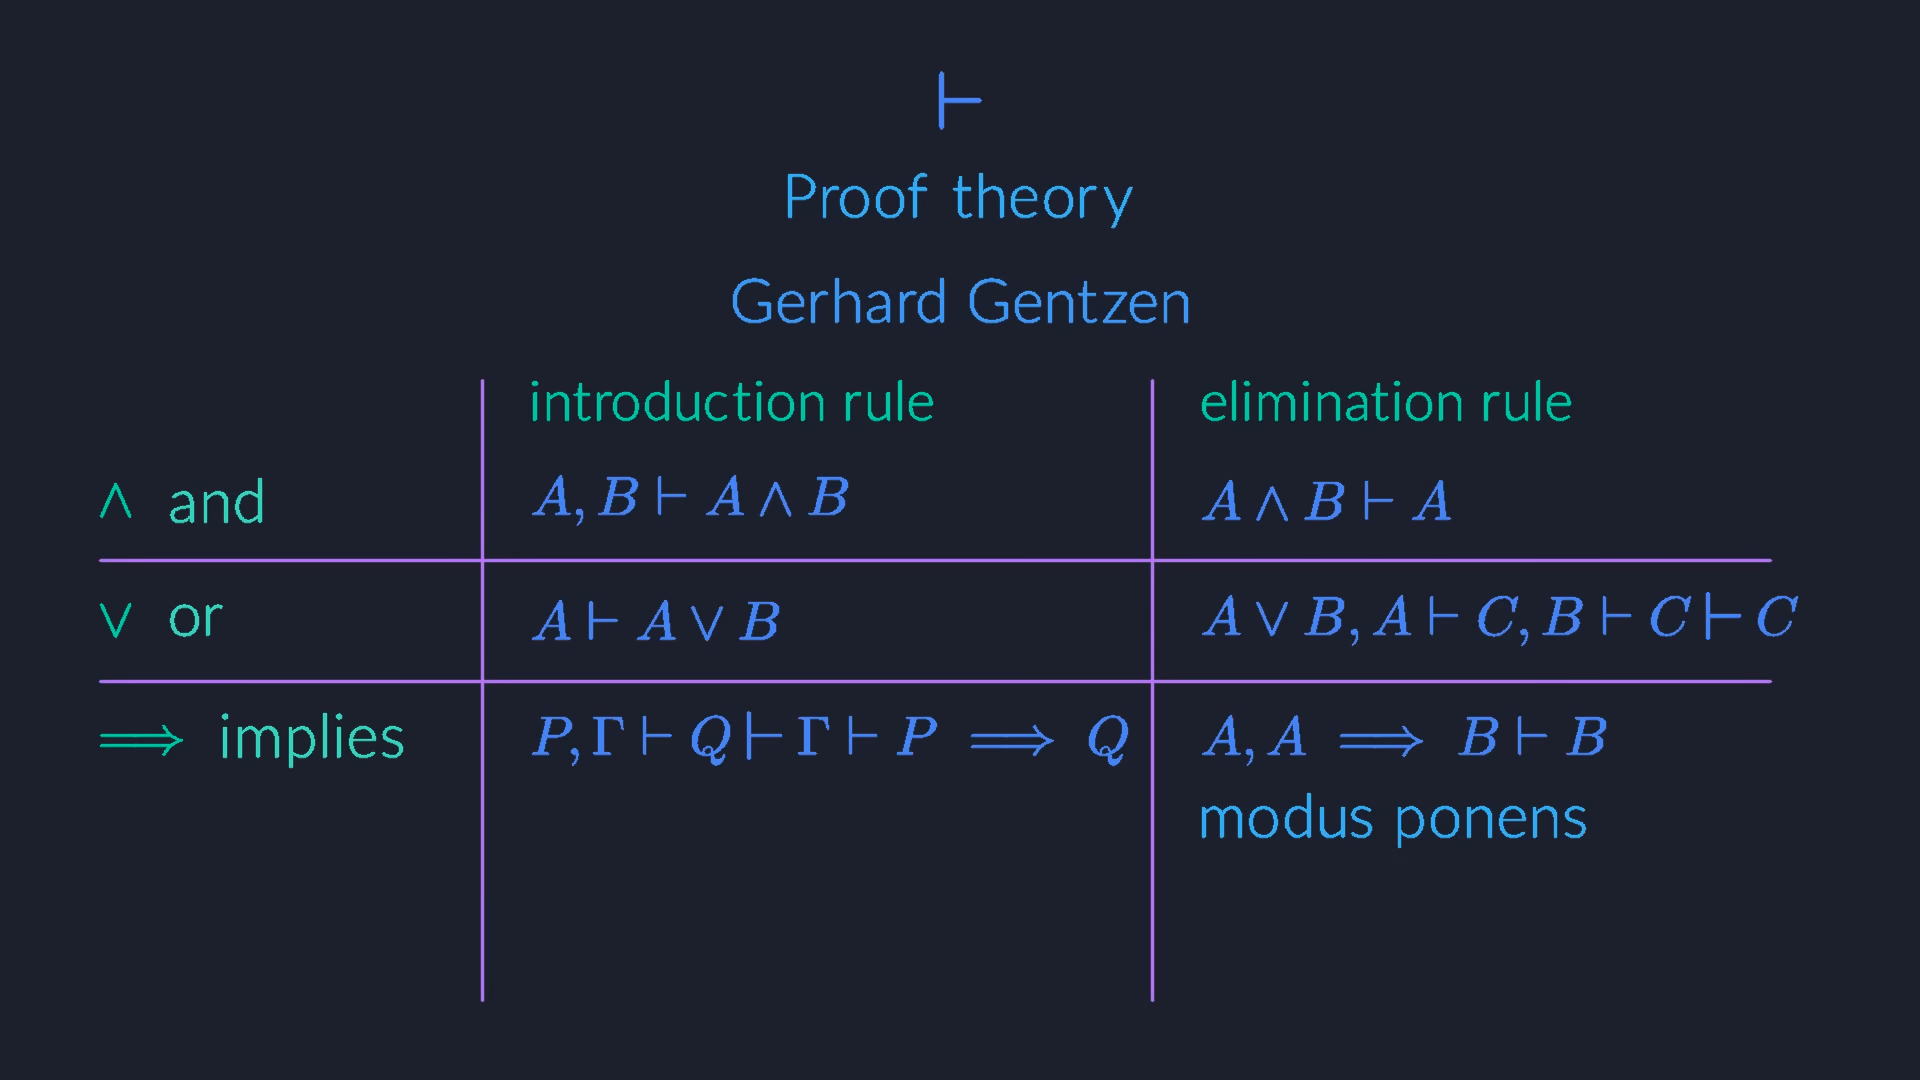 ⊢
Proof theory
Gerhard Gentzen
introduction rule elimination rule
∧ and A, B ⊢ A ∧ B A ∧ B ⊢ A
∨ or A ⊢ A ∨ B A ∨ B, A ⊢ C, B ⊢ C ⊢ C
⟹ implies P, Γ ⊢ Q ⊢ Γ ⊢ P ⟹ Q A, A ⟹ B ⊢ B
modus ponens